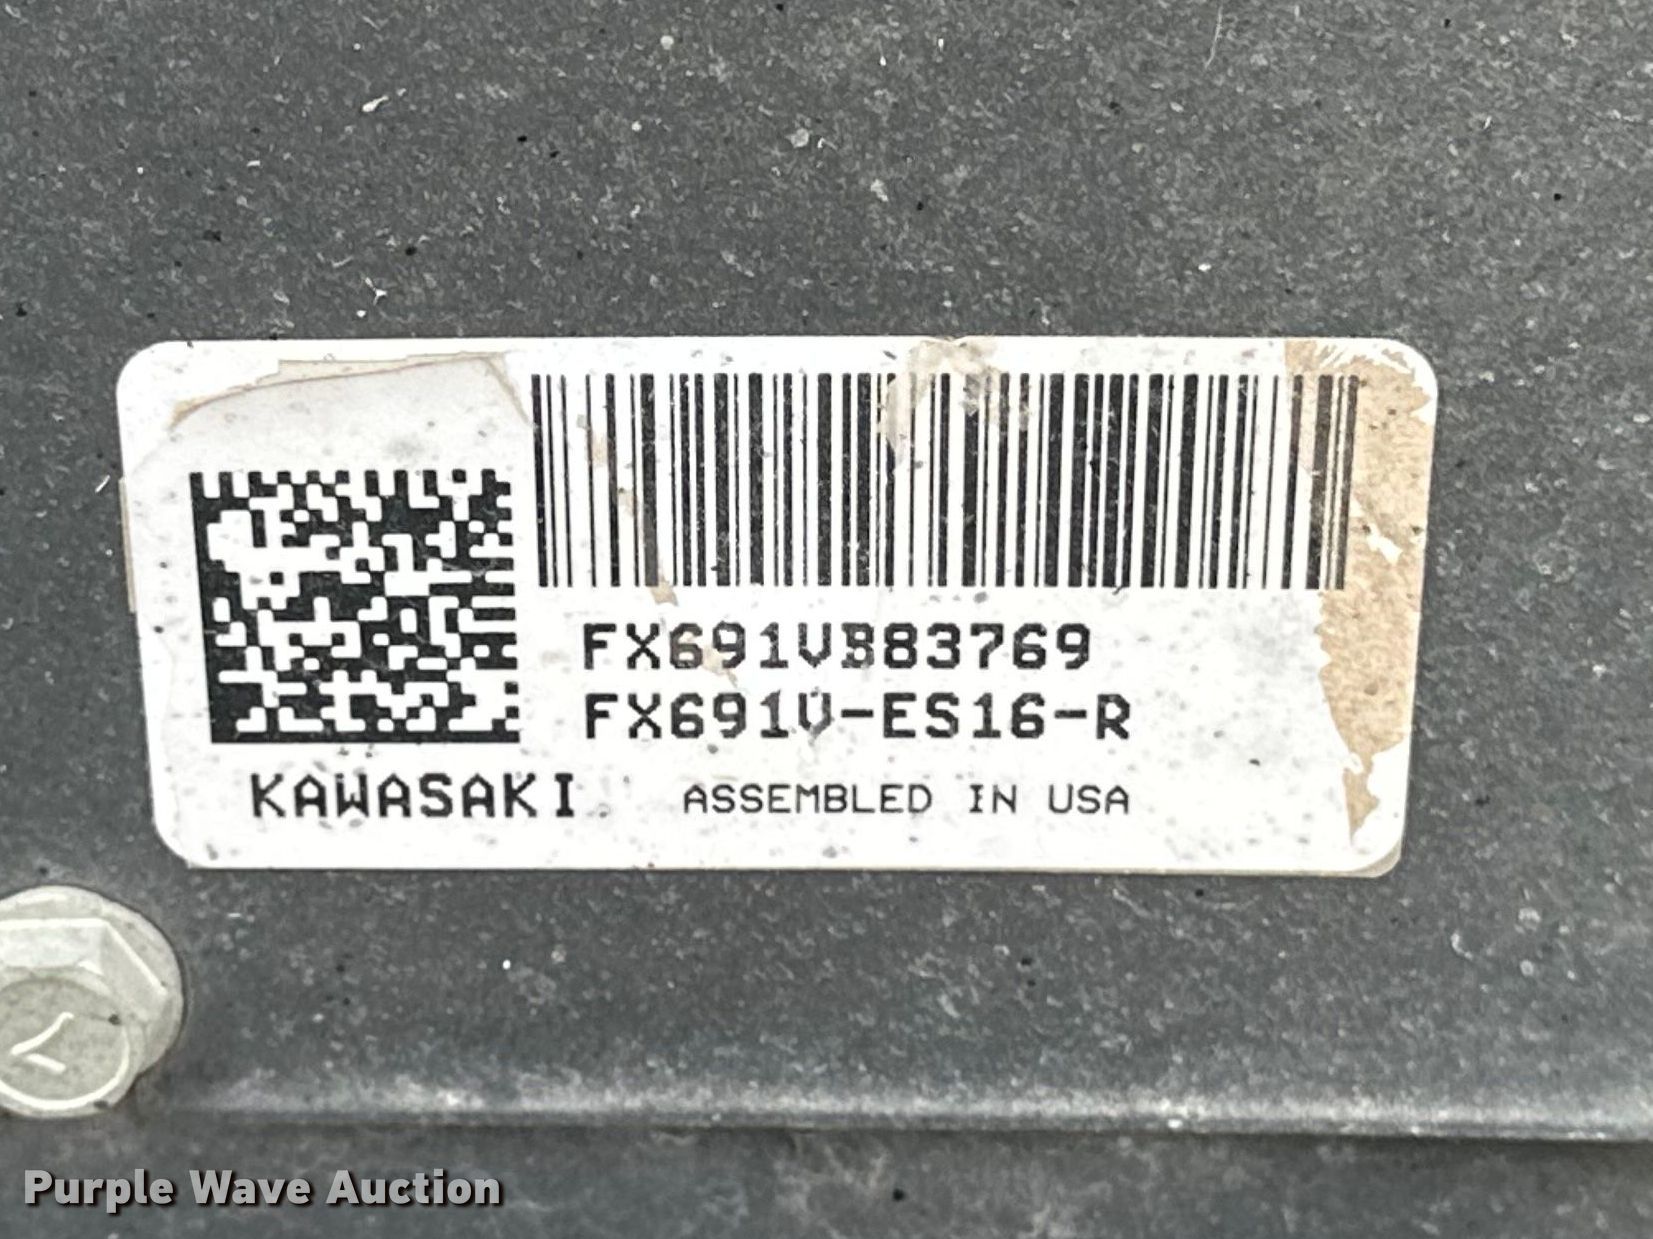 FX691VB83769
FX691V-ES16-R
KAWASAKI ASSEMBLED IN USA
Purple Wave Auction